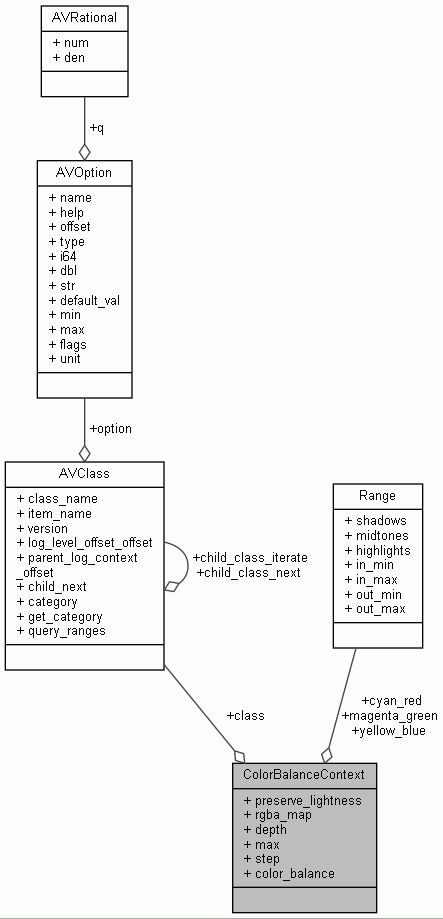 AVRational
+ num
+ den
+q
AVOption
+ name
+ help
+ offset
+ type
+ i64
+ dbl
+ str
+ default_val
+ min
+ max
+ flags
+ unit
+option
AVClass
+ class_name
+ item_name
+ version
+ log_level_offset_offset
+ parent_log_context
_offset
+ child_next
+ category
+ get_category
+ query_ranges
+child_class_iterate
+child_class_next
Range
+ shadows
+ midtones
+ highlights
+ in_min
+ in_max
+ out_min
+ out_max
+class
+cyan_red
+magenta_green
+yellow_blue
ColorBalanceContext
+ preserve_lightness
+ rgba_map
+ depth
+ max
+ step
+ color_balance